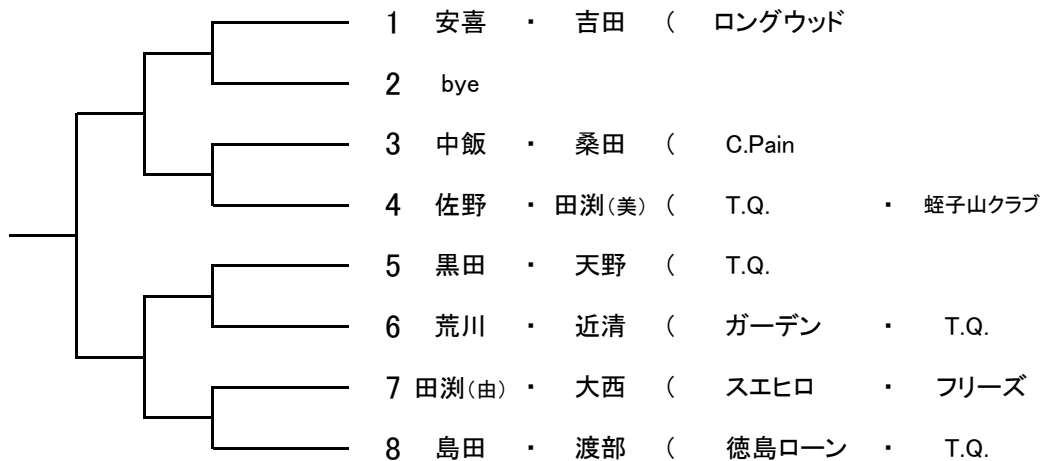 1 安喜 ・ 吉田 ( ロングウッド
2 bye
3 中飯 ・ 桑田 ( C.Pain
4 佐野 ・ 田渕(美) ( T.Q. ・ 蛭子山クラブ
5 黒田 ・ 天野 ( T.Q.
6 荒川 ・ 近清 ( ガーデン ・ T.Q.
7 田渕(由) ・ 大西 ( スエヒロ ・ フリーズ
8 島田 ・ 渡部 ( 徳島ローン ・ T.Q.